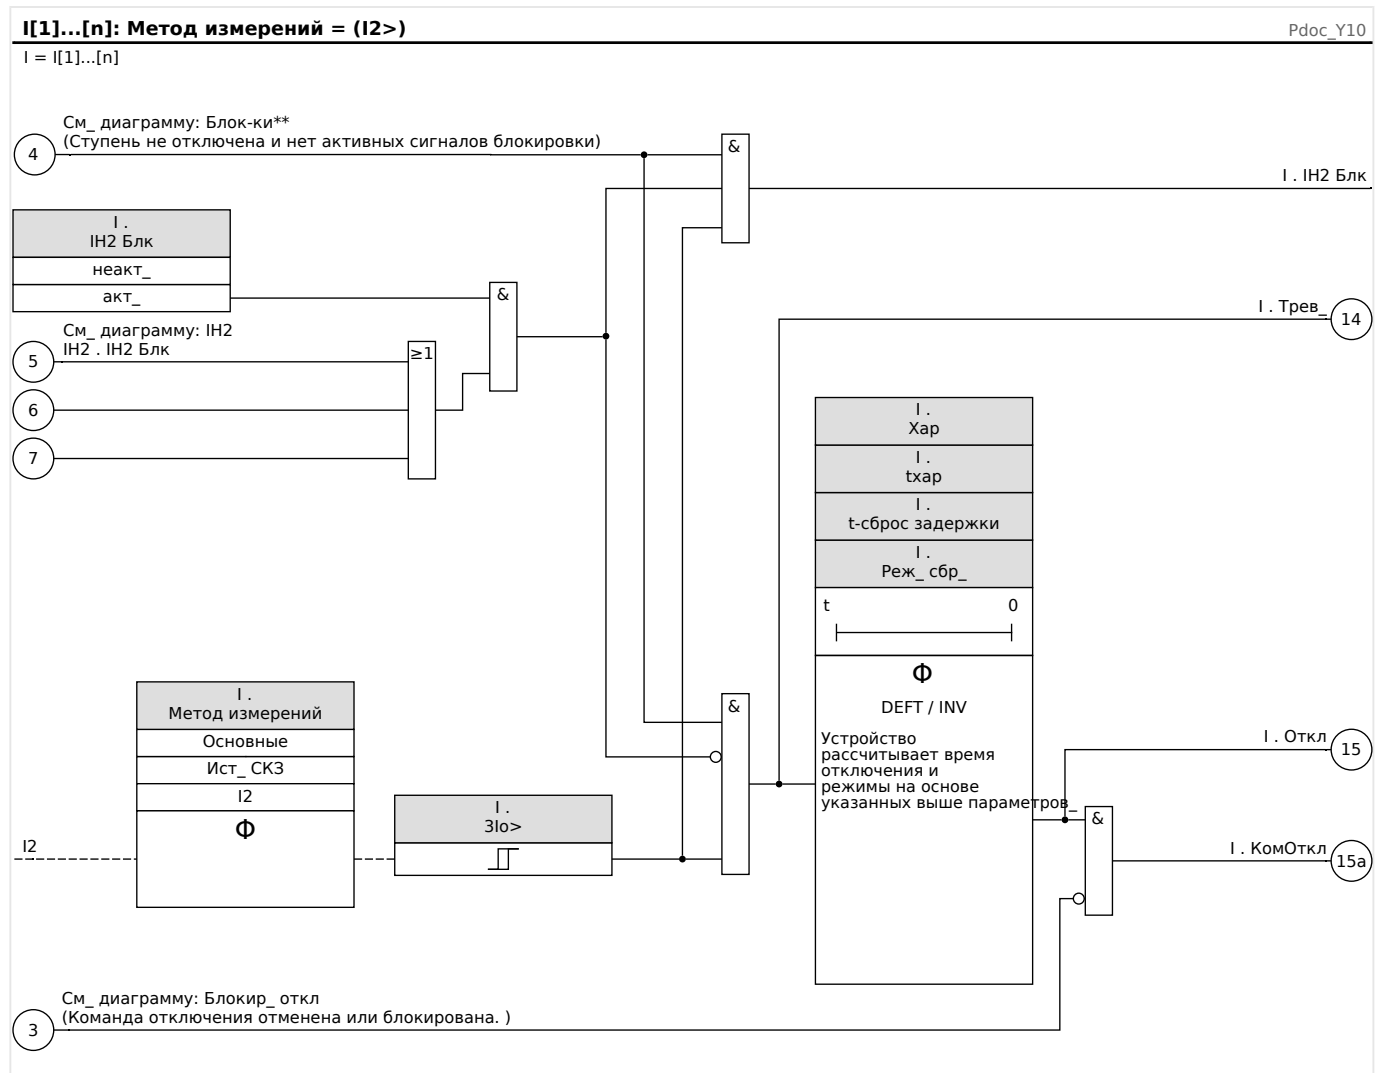 I[1]...[n]: Метод измерений = (I2>)
Pdoc_Y10
I = I[1]...[n]
См_ диаграмму: Блок-ки**
(Ступень не отключена и нет активных сигналов блокировки)
4
&
I . IH2 Блк
I .
IH2 Блк
неакт_
акт_
&
I . Трев_
14
См_ диаграмму: IH2
IH2 . IH2 Блк
5
≥1
6
7
I .
Хар
I .
tхар
I .
t-сброс задержки
I .
Реж_ сбр_
t
0
Φ
DEFT / INV
Устройство
рассчитывает время
отключения и
режимы на основе
указанных выше параметров_
I .
Метод измерений
Основные
Ист_ СКЗ
I2
Φ
I2
I .
3Io>
&
I . Откл
15
&
I . КомОткл
15a
См_ диаграмму: Блокир_ откл
(Команда отключения отменена или блокирована. )
3